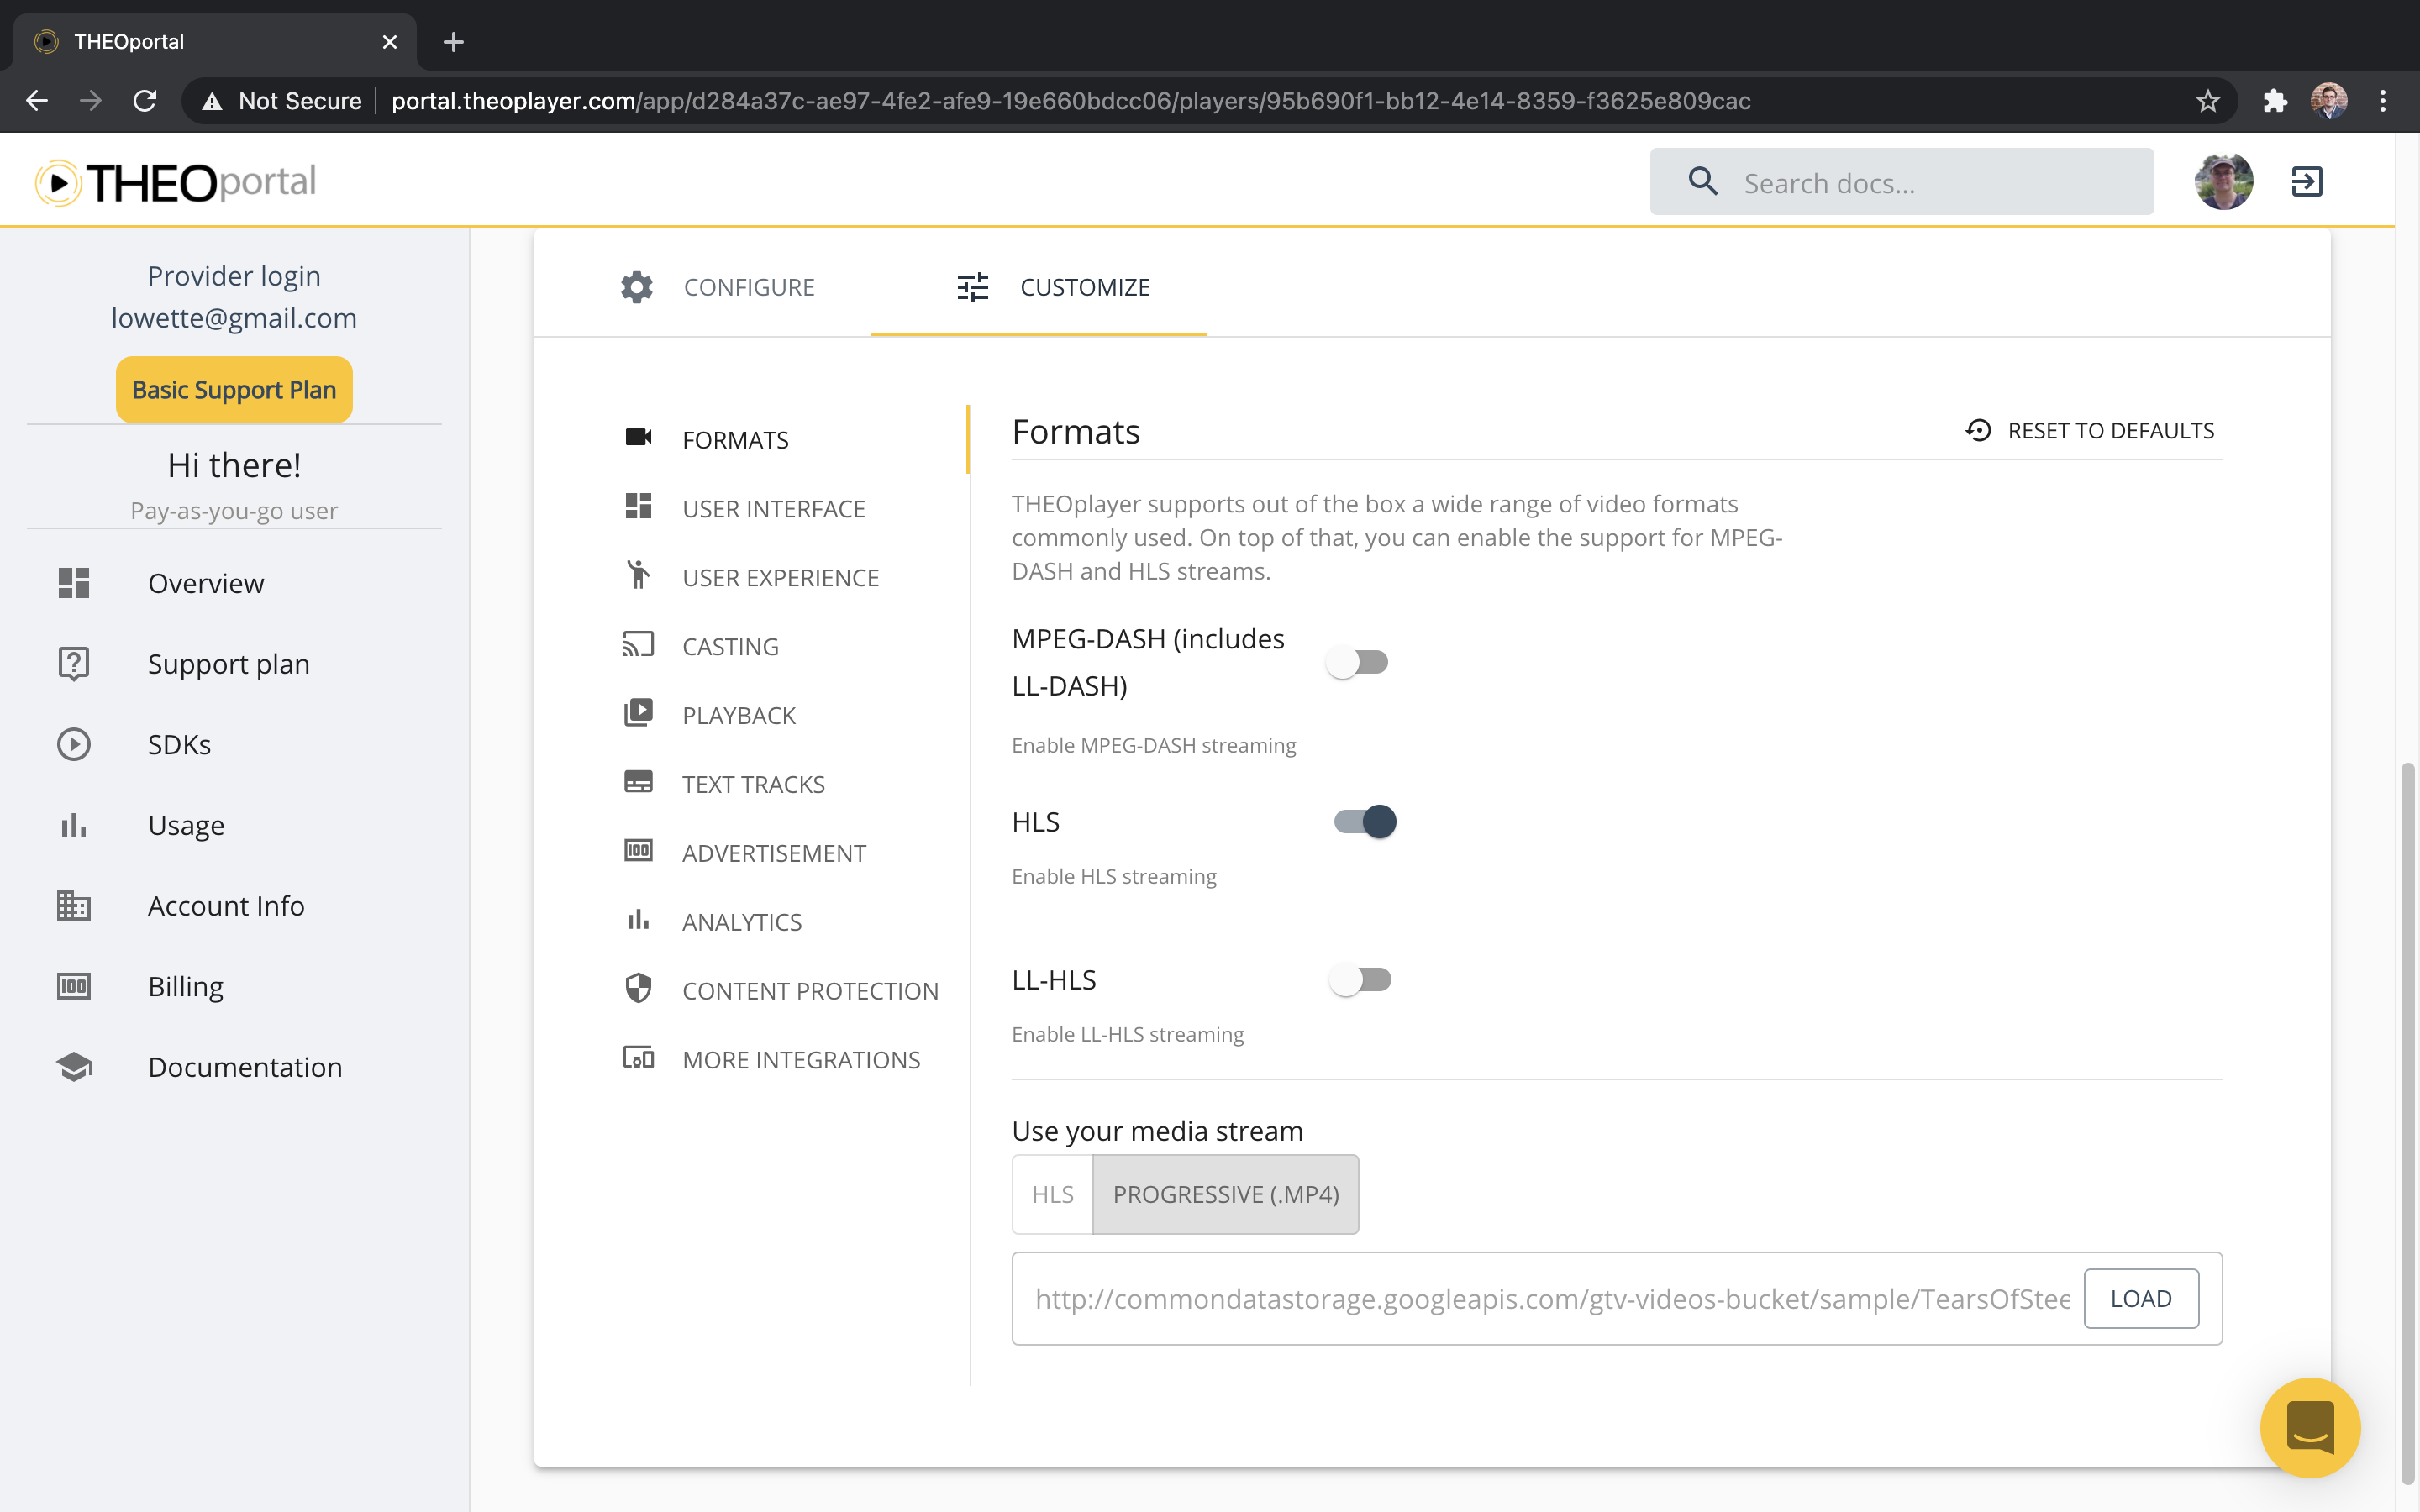 THEOportal
Not Secure
portal.theoplayer.com/app/d284a37c-ae97-4fe2-afe9-19e660bdcc06/players/95b690f1-bb12-4e14-8359-f3625e809cac
THEOportal
Search docs...
Provider login
lowette@gmail.com
Basic Support Plan
Hi there!
Pay-as-you-go user
Overview
Support plan
SDKs
Usage
Account Info
Billing
Documentation
CONFIGURE
CUSTOMIZE
FORMATS
USER INTERFACE
USER EXPERIENCE
CASTING
PLAYBACK
TEXT TRACKS
ADVERTISEMENT
ANALYTICS
CONTENT PROTECTION
MORE INTEGRATIONS
Formats
RESET TO DEFAULTS
THEOplayer supports out of the box a wide range of video formats
commonly used. On top of that, you can enable the support for MPEG-
DASH and HLS streams.
MPEG-DASH (includes
LL-DASH)
Enable MPEG-DASH streaming
HLS
Enable HLS streaming
LL-HLS
Enable LL-HLS streaming
Use your media stream
HLS
PROGRESSIVE (.MP4)
http://commondatastorage.googleapis.com/gtv-videos-bucket/sample/TearsOfStee
LOAD